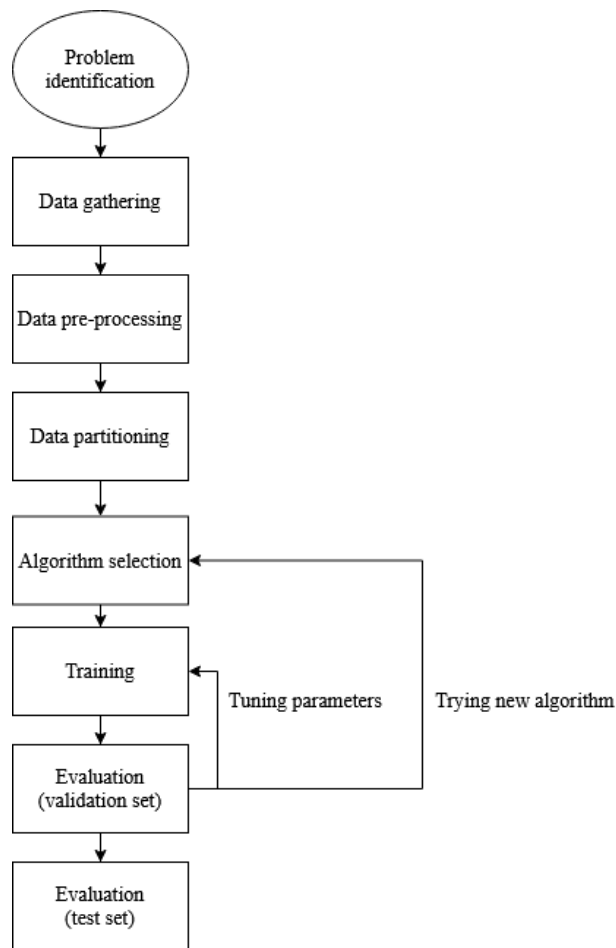 Problem
identification
Data gathering
Data pre-processing
Data partitioning
Algorithm selection
Training
Tuning parameters
Trying new algorithm
Evaluation
(validation set)
Evaluation
(test set)